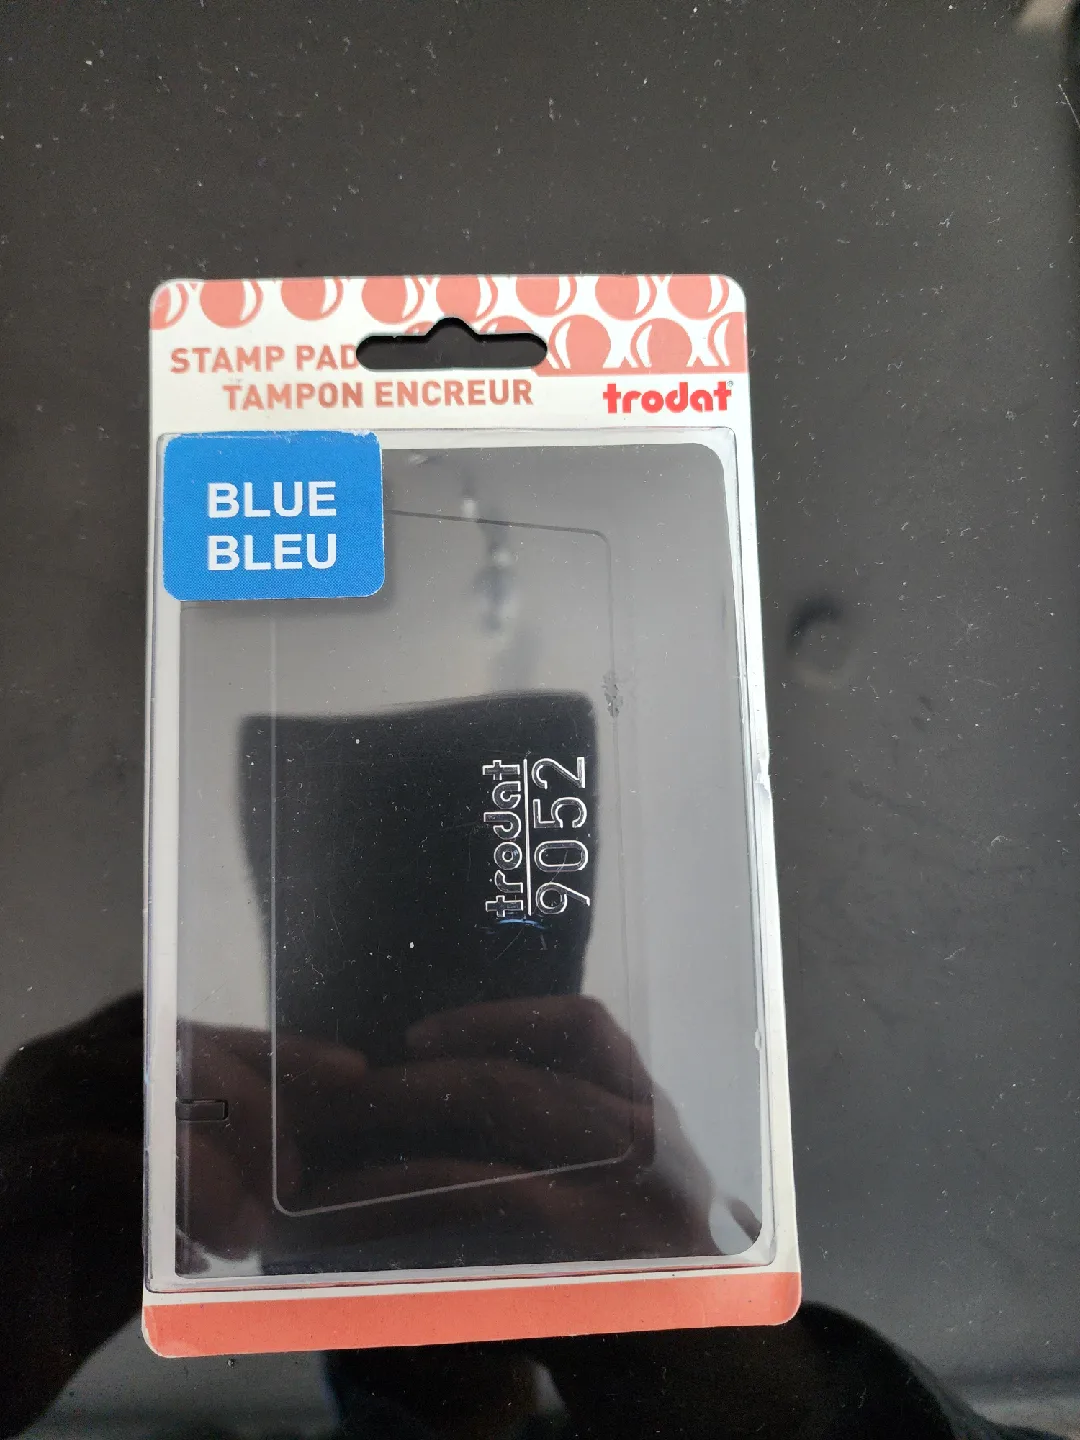 STAMP PAD
TAMPON ENCREUR
trodat®
BLUE
BLEU
trodat
9052